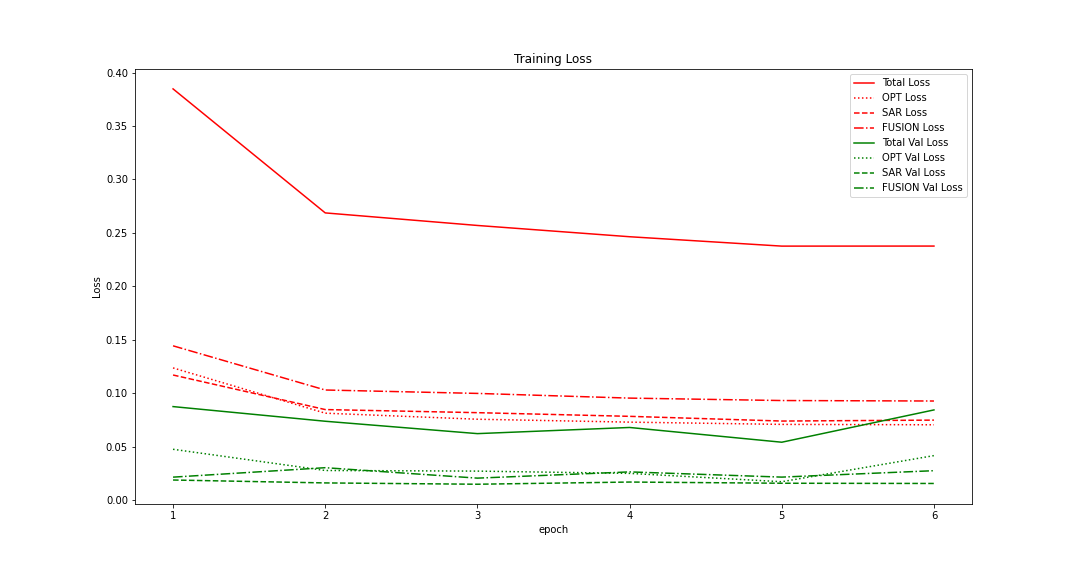 Training Loss
0.40
0.35
0.30
0.25
0.20
0.15
0.10
0.05
0.00
Loss
Total Loss
OPT Loss
SAR Loss
FUSION Loss
Total Val Loss
OPT Val Loss
SAR Val Loss
FUSION Val Loss
1 2 3 4 5 6
epoch